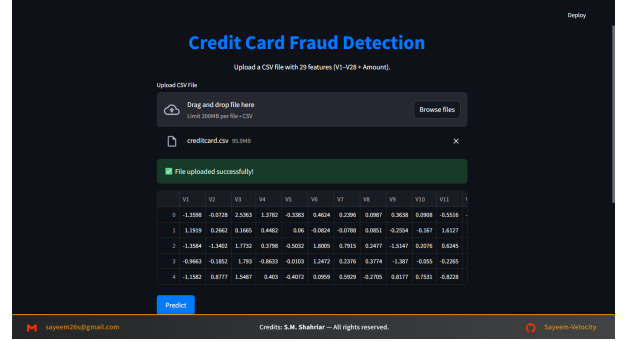 Deploy
Credit Card Fraud Detection
Upload a CSV file with 29 features (V1–V28 + Amount).
Upload CSV File
Drag and drop file here
Limit 200MB per file • CSV
Browse files
creditcard.csv 95.9MB
File uploaded successfully!
V1 V2 V3 V4 V5 V6 V7 V8 V9 V10 V11
0 -1.3598 -0.0728 2.5363 1.3782 -0.3383 0.4624 0.2396 0.0987 0.3638 0.0908 -0.5516
1 1.1919 0.2662 0.1665 0.4482 0.06 -0.0824 -0.0788 0.0851 -0.2554 -0.167 1.6127
2 -1.3584 -1.3402 1.7732 0.3798 -0.5032 1.8005 0.7915 0.2477 -1.5147 0.2076 0.6245
3 -0.9663 -0.1852 1.793 -0.8633 -0.0103 1.2472 0.2376 0.3774 -1.387 -0.055 -0.2265
4 -1.1582 0.8777 1.5487 0.403 -0.4072 0.0959 0.5929 -0.2705 0.8177 0.7531 -0.8228
Predict
sayeem26s@gmail.com
Credits: S.M. Shahriar — All rights reserved.
Sayeem-Velocity